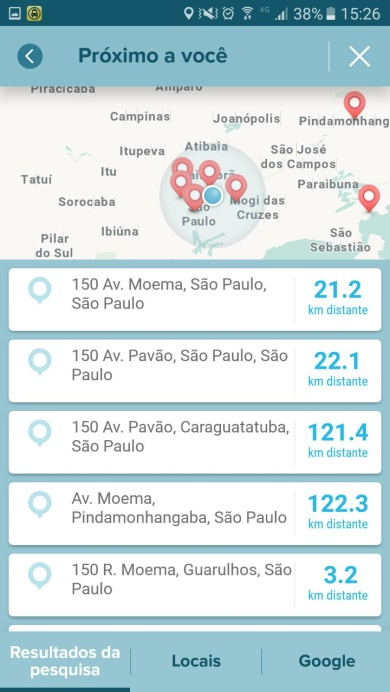 4G 38% 15:26
Próximo a você
Piracicaba
Amparo
Campinas
Joanópolis
Pindamonhang
Itupeva
Atibaia
São José
dos Campos
Itu
Tatuí
Paraibuna
Sorocaba
Mogi das
Cruzes
São
Paulo
Ibiúna
Pilar
do Sul
São
Sebastião
150 Av. Moema, São Paulo,
São Paulo
21.2
km distante
150 Av. Pavão, São Paulo, São
Paulo
22.1
km distante
150 Av. Pavão, Caraguatatuba,
São Paulo
121.4
km distante
Av. Moema,
Pindamonhangaba, São Paulo
122.3
km distante
150 R. Moema, Guarulhos, São
Paulo
3.2
km distante
Resultados da
pesquisa
Locais
Google